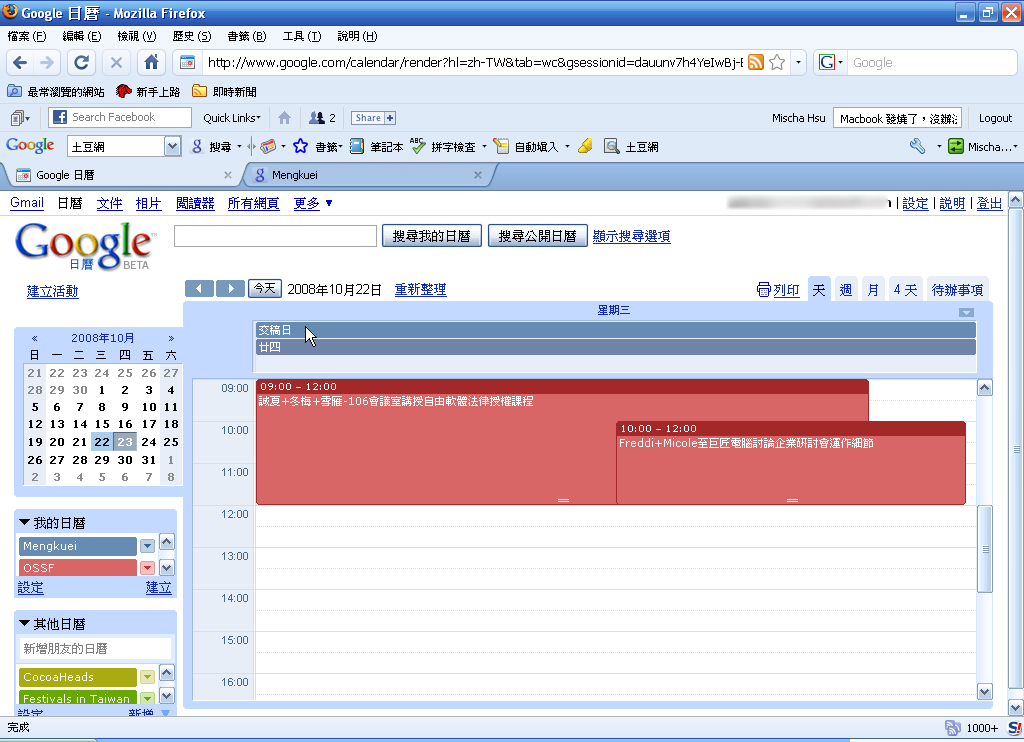 Google 日曆 - Mozilla Firefox
檔案 (F) 編輯 (E) 檢視 (V) 歷史 (S) 書籤 (B) 工具 (T) 說明 (H)
http://www.google.com/calendar/render?hl=zh-TW&tab=wc&gsessionid=dauunv7h4YeIwBj-E
G Google
最常瀏覽的網站 新手上路 即時新聞
Search Facebook Quick Links 2 Share Mischa Hsu Macbook 發燒了，沒辦 Logout
Google 土豆網 搜尋 書籤 筆記本 拼字檢查 自動填入 土豆網 Mischa...
Google 日曆 Mengkuei
Gmail 日曆 文件 相片 閱讀器 所有網頁 更多 ▼ | 設定 | 說明 | 登出
Google™ 日曆 BETA
搜尋我的日曆 搜尋公開日曆 顯示搜尋選項
建立活動
今天 2008年10月22日 重新整理 列印 天 週 月 4 天 待辦事項
星期三
交稿日
廿四
« 2008年10月 »
日 一 二 三 四 五 六
21 22 23 24 25 26 27
28 29 30 1 2 3 4
5 6 7 8 9 10 11
12 13 14 15 16 17 18
19 20 21 22 23 24 25
26 27 28 29 30 31 1
2 3 4 5 6 7 8
09:00
09:00 – 12:00
誠夏+冬梅+雪雁-106會議室講授自由軟體法律授權課程
10:00
10:00 – 12:00
Freddi+Micole至巨匠電腦討論企業研討會運作細節
11:00
12:00
13:00
14:00
15:00
16:00
▼ 我的日曆
Mengkuei
OSSF
設定 建立
▼ 其他日曆
新增朋友的日曆
CocoaHeads
Festivals in Taiwan
設定 新增 ▼
完成 1000+